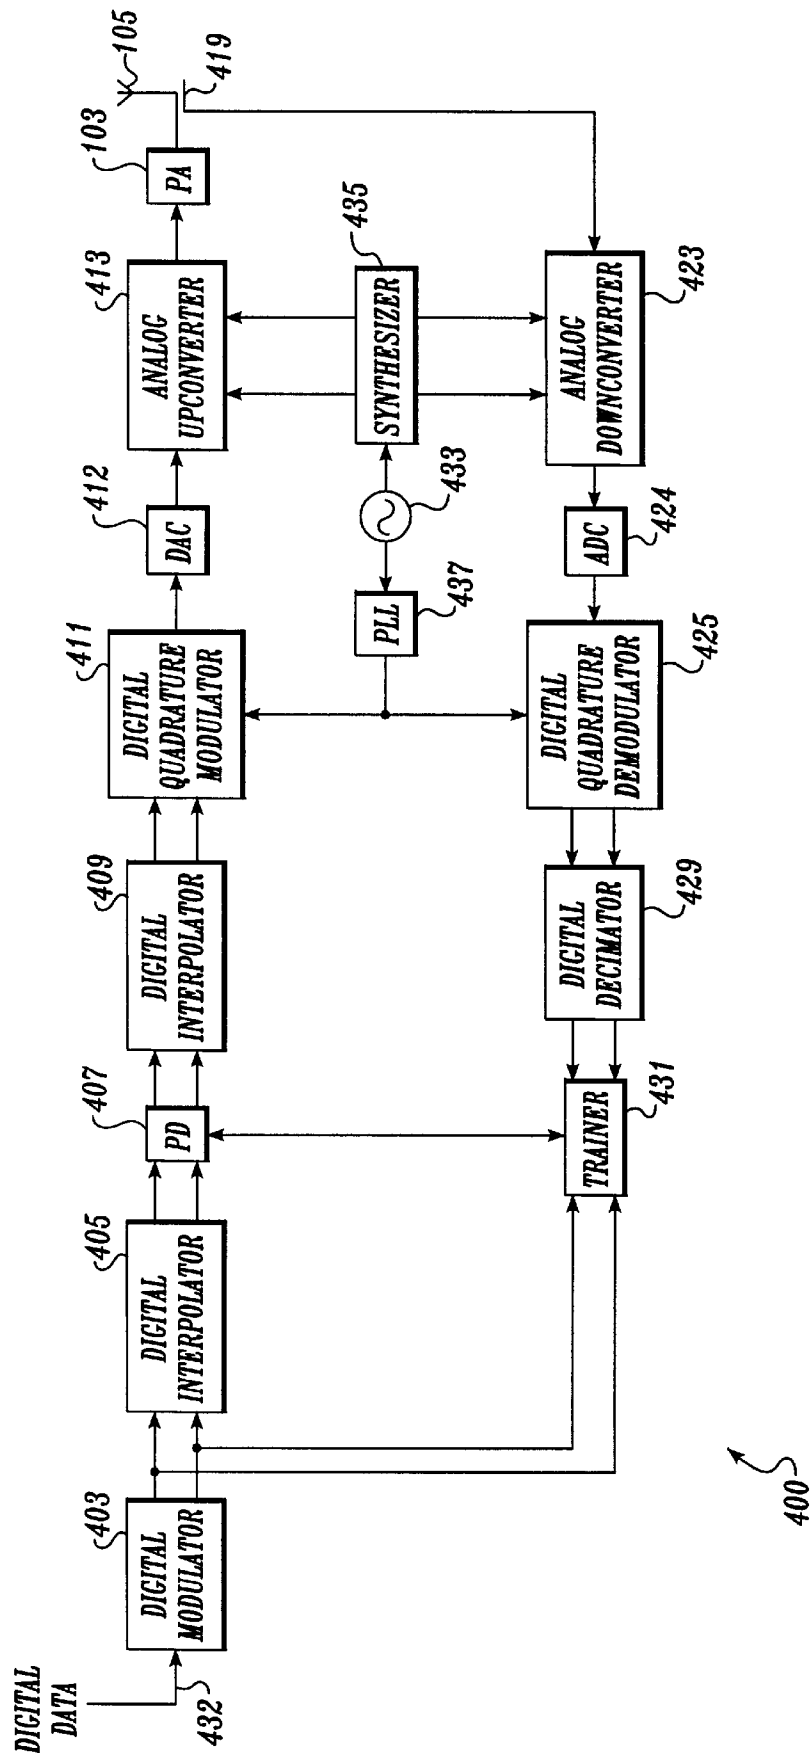 DIGITAL
DATA
432
403
DIGITAL
MODULATOR
405
DIGITAL
INTERPOLATOR
407
PD
409
DIGITAL
INTERPOLATOR
411
DIGITAL
QUADRATURE
MODULATOR
412
DAC
413
ANALOG
UPCONVERTER
103
PA
105
419
PLL
437
433
SYNTHESIZER
435
TRAINER
431
DIGITAL
DECIMATOR
429
DIGITAL
QUADRATURE
DEMODULATOR
425
ADC
424
ANALOG
DOWNCONVERTER
423
400